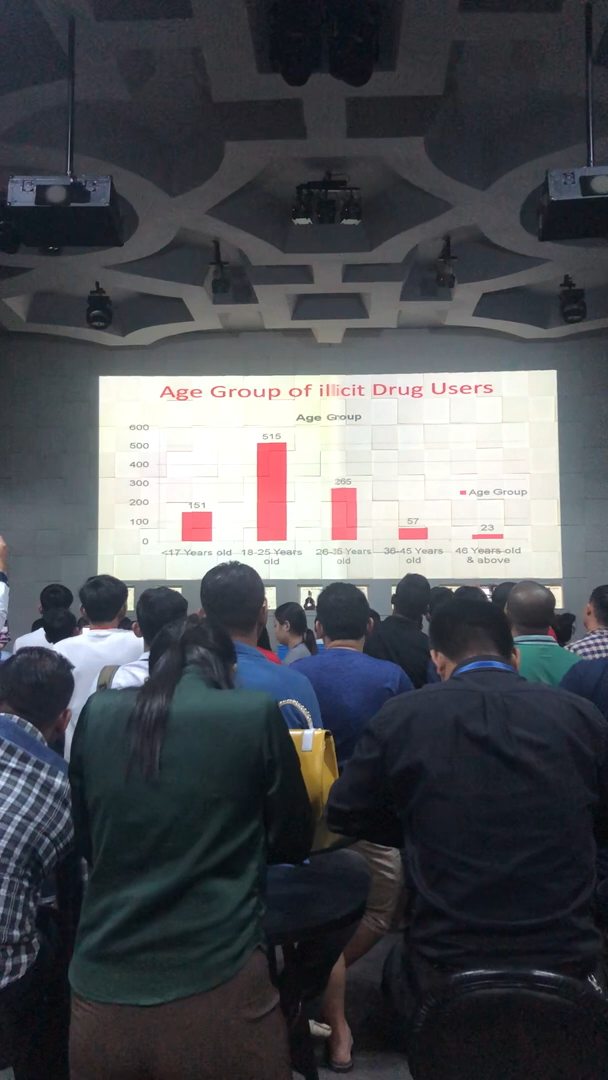 Age Group of illicit Drug Users
Age Group
600
500
400
300
200
100
0
151
515
265
57
23
Age Group
<17 Years old
18-25 Years old
26-35 Years old
36-45 Years old
46 Years old & above